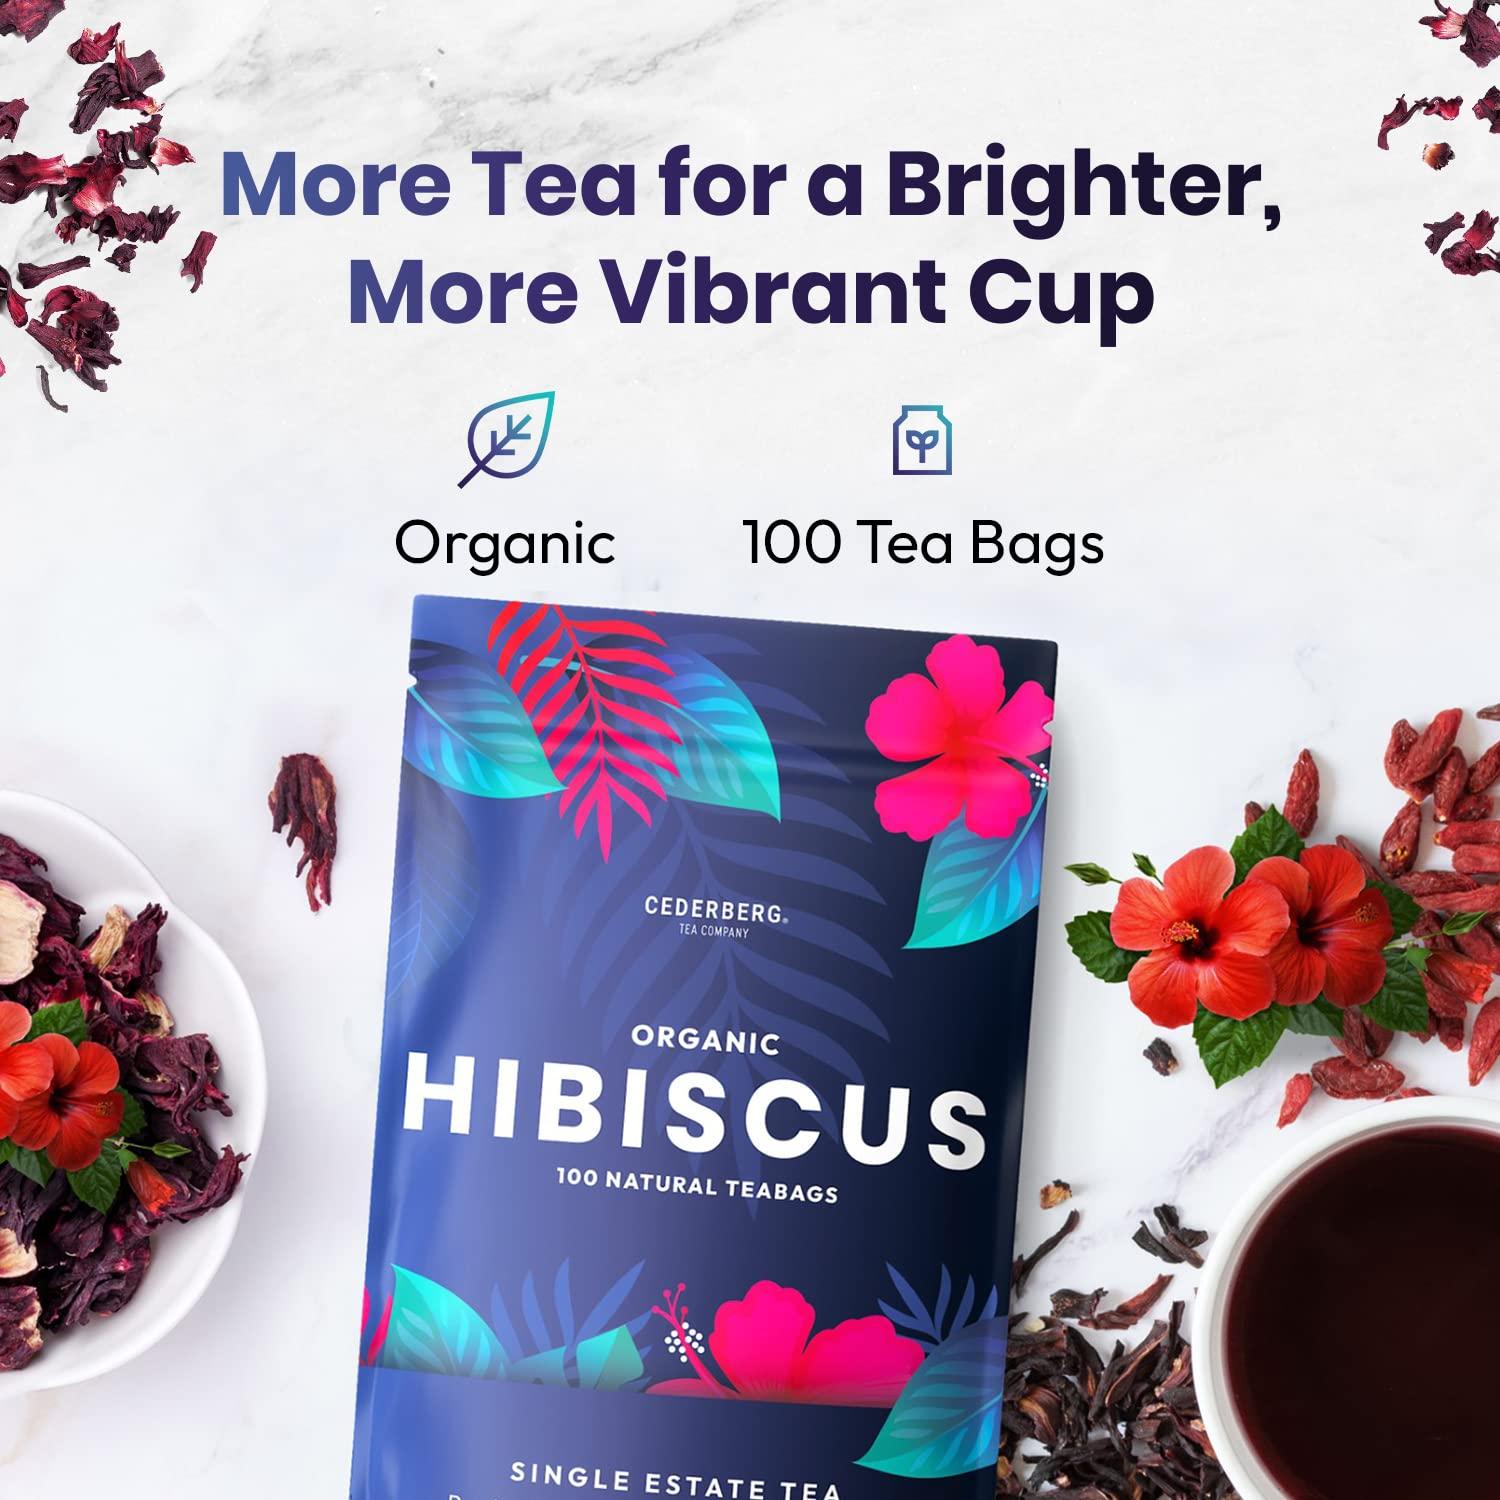 More Tea for a Brighter,
More Vibrant Cup
Organic
100 Tea Bags
CEDERBERG®
TEA COMPANY
ORGANIC
HIBISCUS
100 NATURAL TEABAGS
SINGLE ESTATE TEA